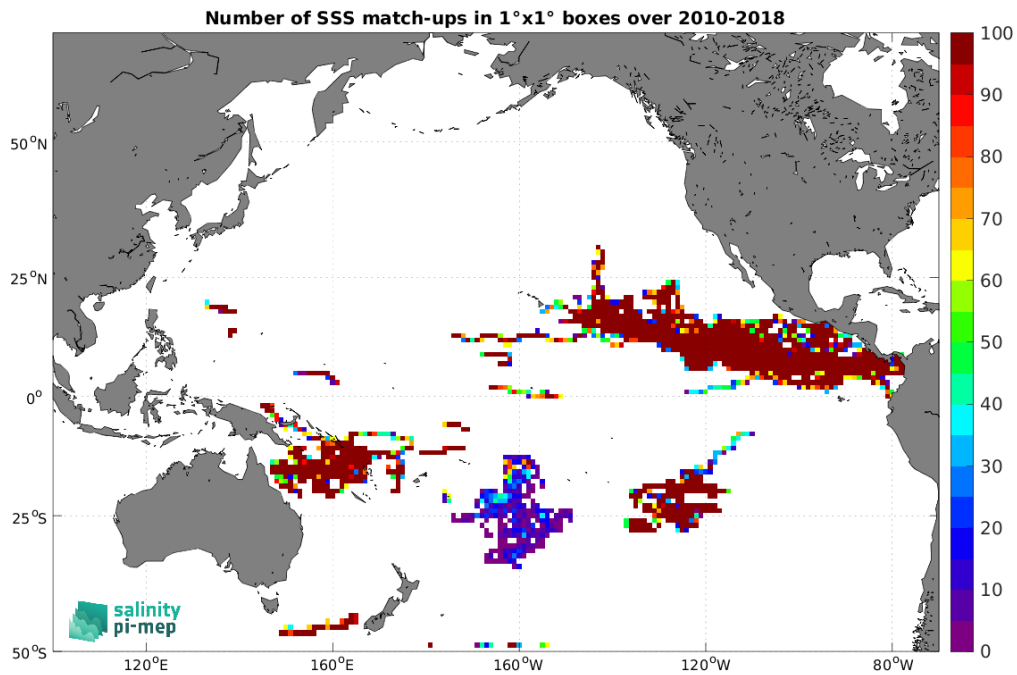 Number of SSS match-ups in 1°x1° boxes over 2010-2018
50°N
25°N
0°
25°S
50°S
120°E
160°E
160°W
120°W
80°W
100
90
80
70
60
50
40
30
20
10
0
salinity
pi-mep